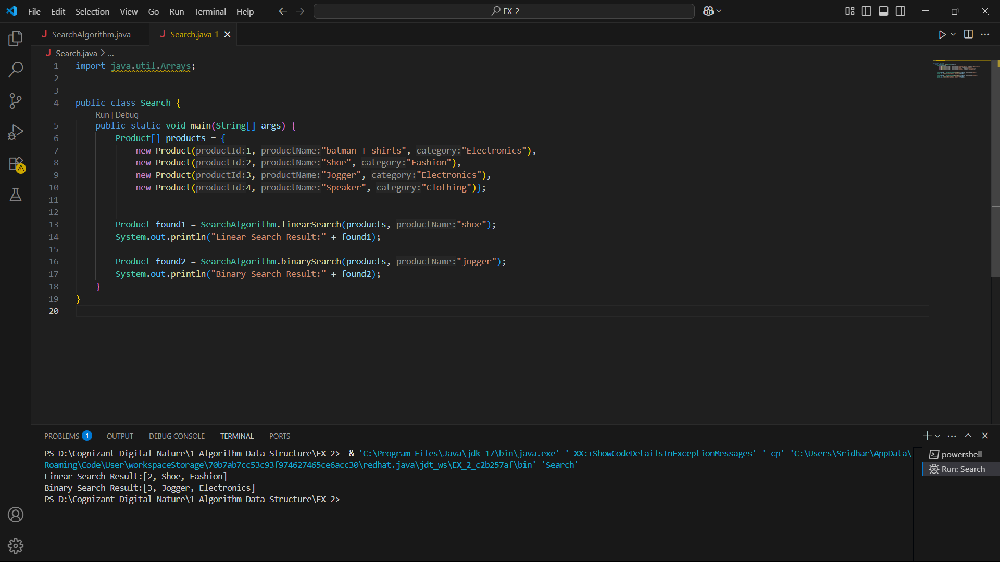 File Edit Selection View Go Run Terminal Help EX_2
SearchAlgorithm.java Search.java 1
Search.java > ...
1 import java.util.Arrays;
2
3
4 public class Search {
Run | Debug
5 public static void main(String[] args) {
6 Product[] products = {
7 new Product(productId:1, productName:"batman T-shirts", category:"Electronics"),
8 new Product(productId:2, productName:"Shoe", category:"Fashion"),
9 new Product(productId:3, productName:"Jogger", category:"Electronics"),
10 new Product(productId:4, productName:"Speaker", category:"Clothing")};
11
12
13 Product found1 = SearchAlgorithm.linearSearch(products, productName:"shoe");
14 System.out.println("Linear Search Result:" + found1);
15
16 Product found2 = SearchAlgorithm.binarySearch(products, productName:"jogger");
17 System.out.println("Binary Search Result:" + found2);
18 }
19 }
20
PROBLEMS 1 OUTPUT DEBUG CONSOLE TERMINAL PORTS
PS D:\Cognizant Digital Nature\1_Algorithm Data Structure\EX_2> & 'C:\Program Files\Java\jdk-17\bin\java.exe' '-XX:+ShowCodeDetailsInExceptionMessages' '-cp' 'C:\Users\Sridhar\AppData\
Roaming\Code\User\workspaceStorage\70b7ab7cc53c93f974627465ce6acc30\redhat.java\jdt_ws\EX_2_c2b257af\bin' 'Search'
Linear Search Result:[2, Shoe, Fashion]
Binary Search Result:[3, Jogger, Electronics]
PS D:\Cognizant Digital Nature\1_Algorithm Data Structure\EX_2>
powershell
Run: Search